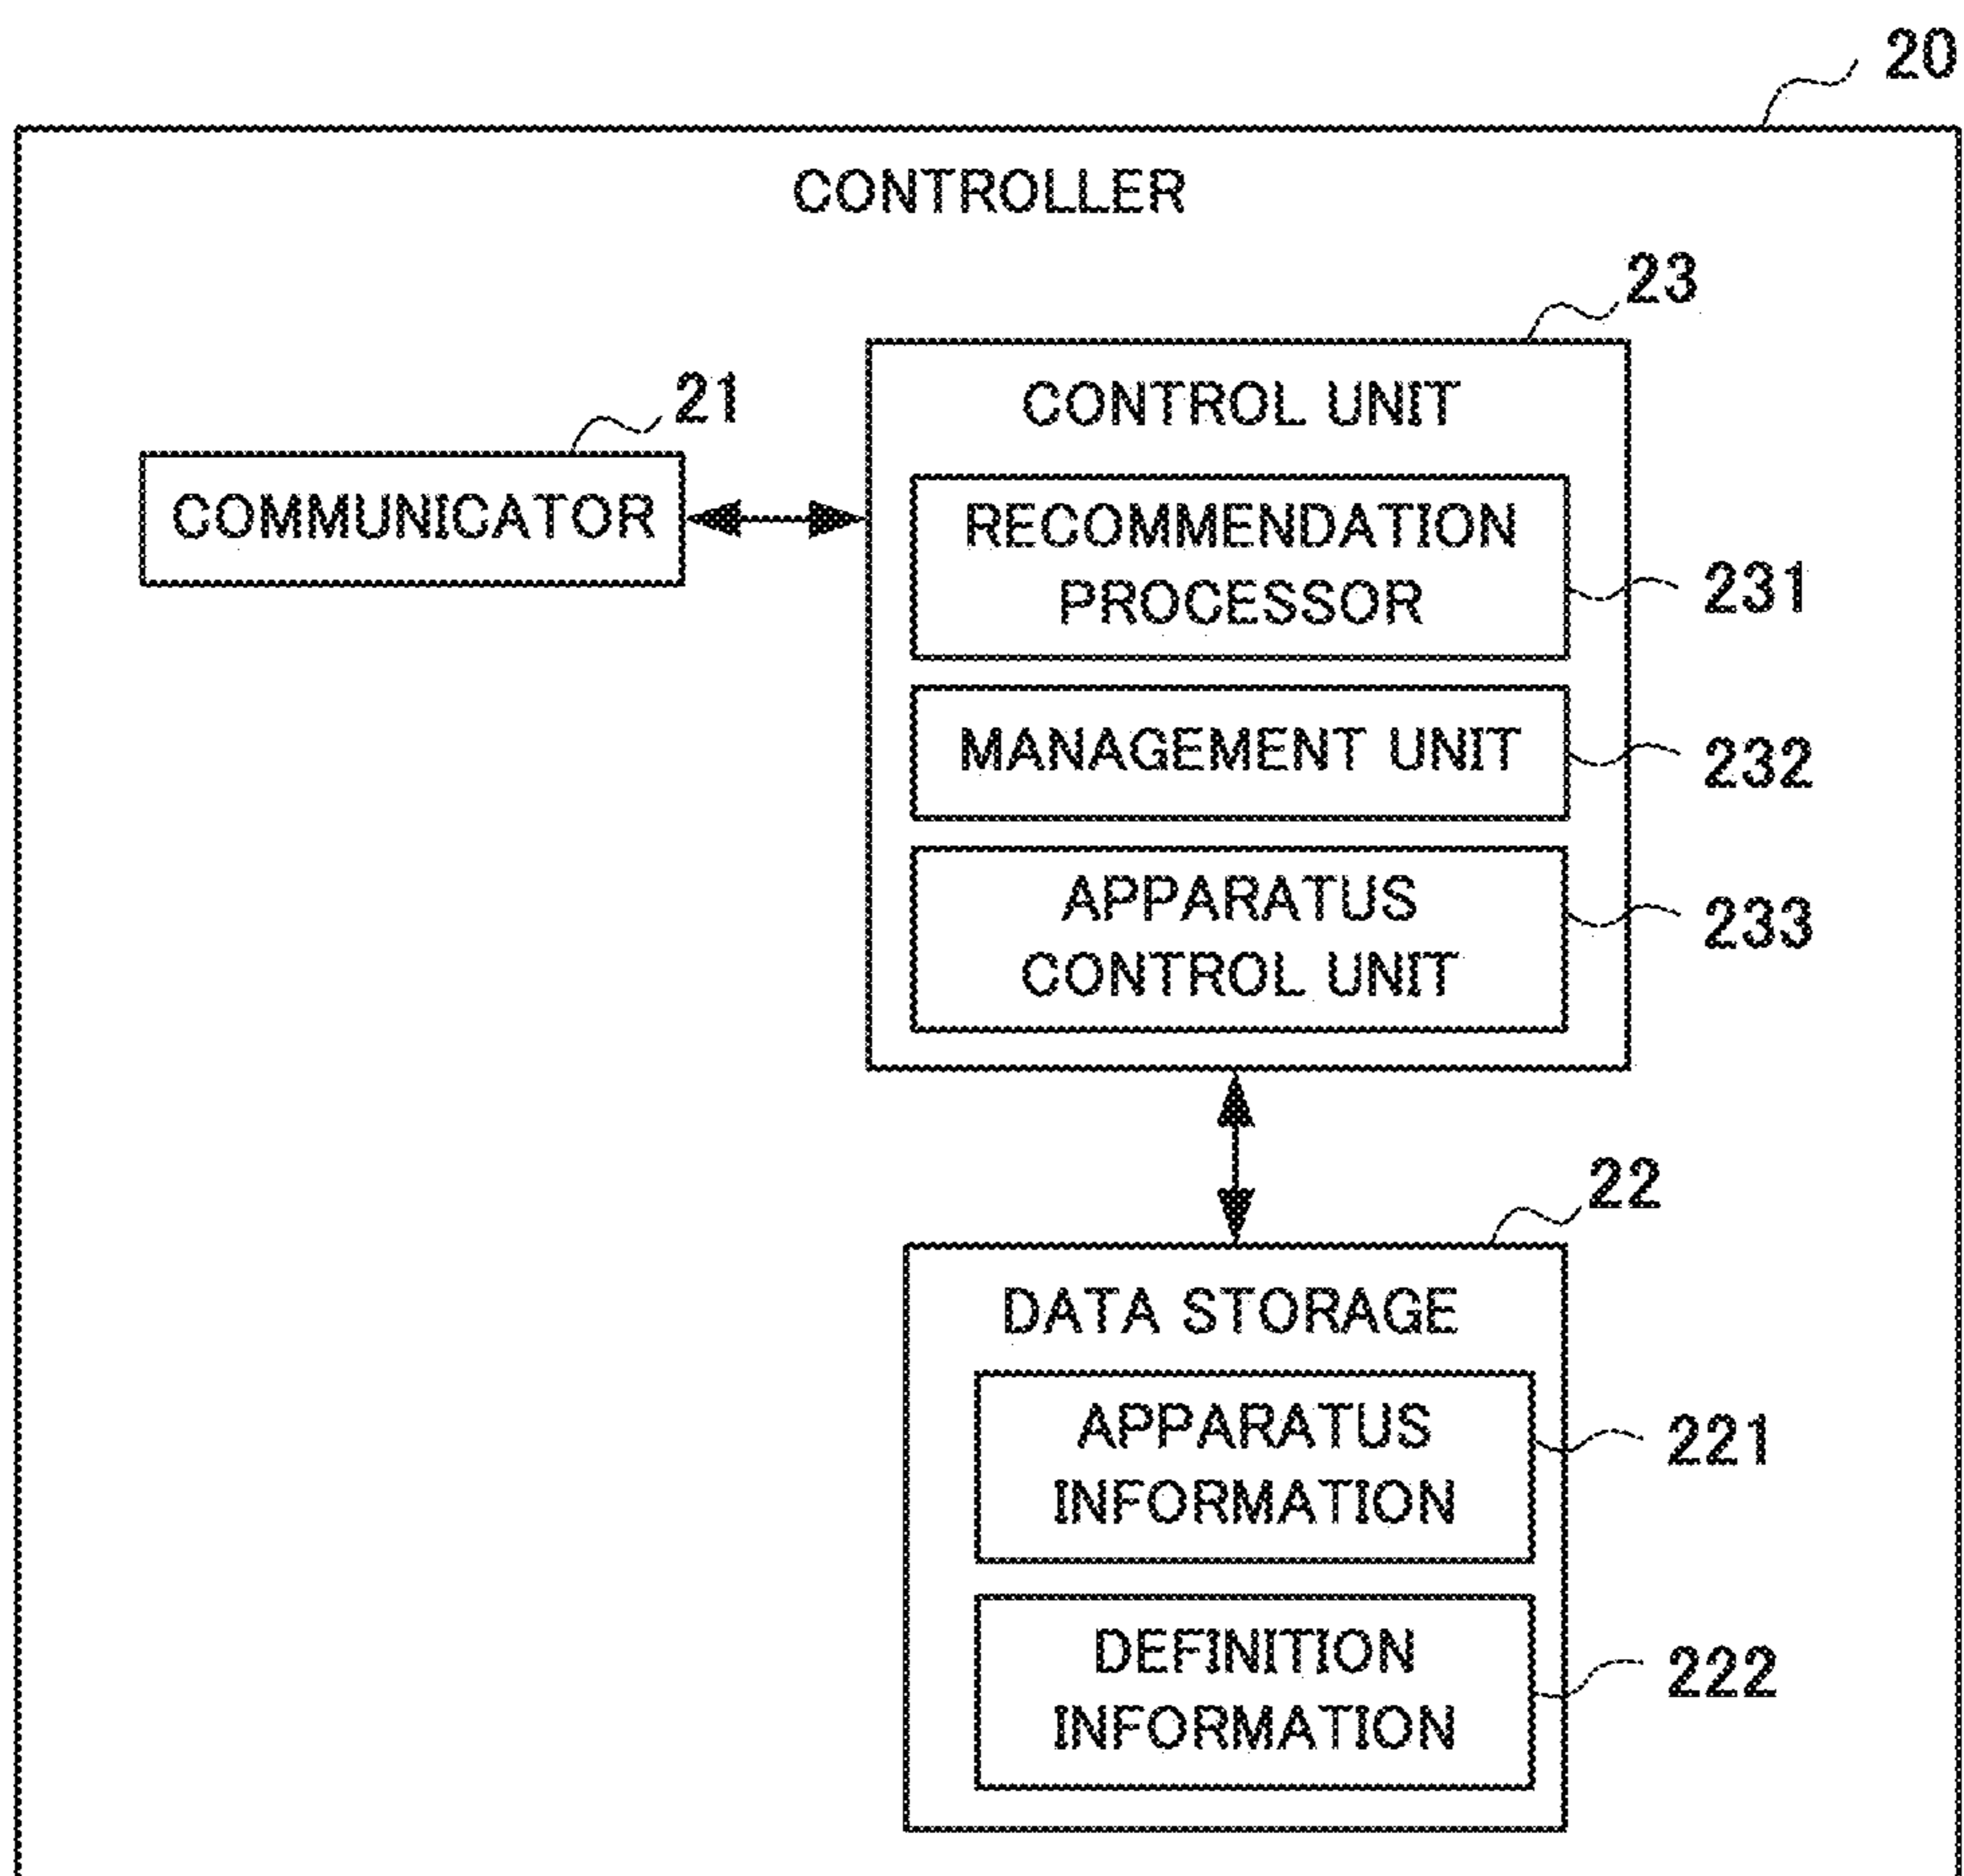 20
CONTROLLER
23
CONTROL UNIT
21
COMMUNICATOR
RECOMMENDATION
PROCESSOR
231
MANAGEMENT UNIT
232
APPARATUS
CONTROL UNIT
233
22
DATA STORAGE
APPARATUS
INFORMATION
221
DEFINITION
INFORMATION
222